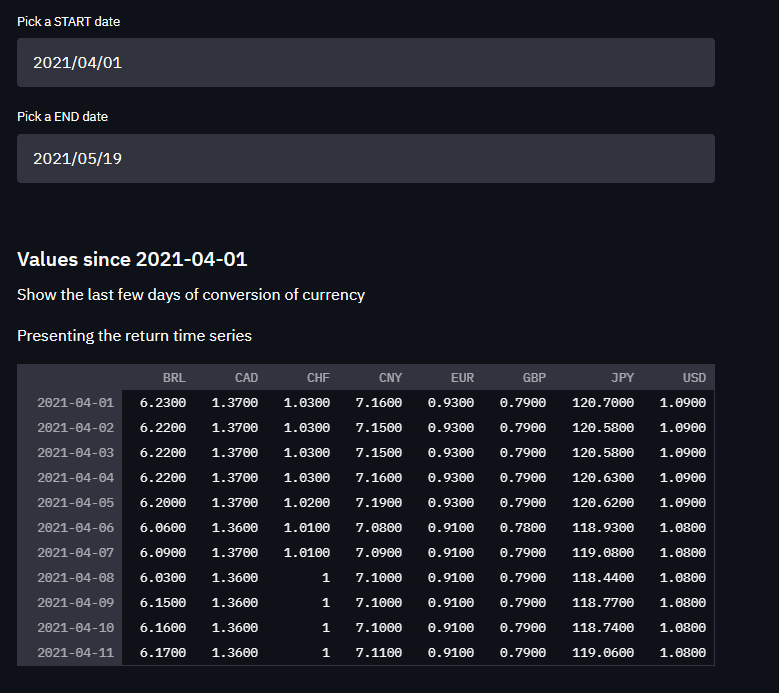 Pick a START date
2021/04/01
Pick a END date
2021/05/19
Values since 2021-04-01
Show the last few days of conversion of currency
Presenting the return time series
BRL CAD CHF CNY EUR GBP JPY USD
2021-04-01 6.2300 1.3700 1.0300 7.1600 0.9300 0.7900 120.7000 1.0900
2021-04-02 6.2200 1.3700 1.0300 7.1500 0.9300 0.7900 120.5800 1.0900
2021-04-03 6.2200 1.3700 1.0300 7.1500 0.9300 0.7900 120.5800 1.0900
2021-04-04 6.2200 1.3700 1.0300 7.1600 0.9300 0.7900 120.6300 1.0900
2021-04-05 6.2000 1.3700 1.0200 7.1900 0.9300 0.7900 120.6200 1.0900
2021-04-06 6.0600 1.3600 1.0100 7.0800 0.9100 0.7800 118.9300 1.0800
2021-04-07 6.0900 1.3700 1.0100 7.0900 0.9100 0.7900 119.0800 1.0800
2021-04-08 6.0300 1.3600 1 7.1000 0.9100 0.7900 118.4400 1.0800
2021-04-09 6.1500 1.3600 1 7.1000 0.9100 0.7900 118.7700 1.0800
2021-04-10 6.1600 1.3600 1 7.1000 0.9100 0.7900 118.7400 1.0800
2021-04-11 6.1700 1.3600 1 7.1100 0.9100 0.7900 119.0600 1.0800